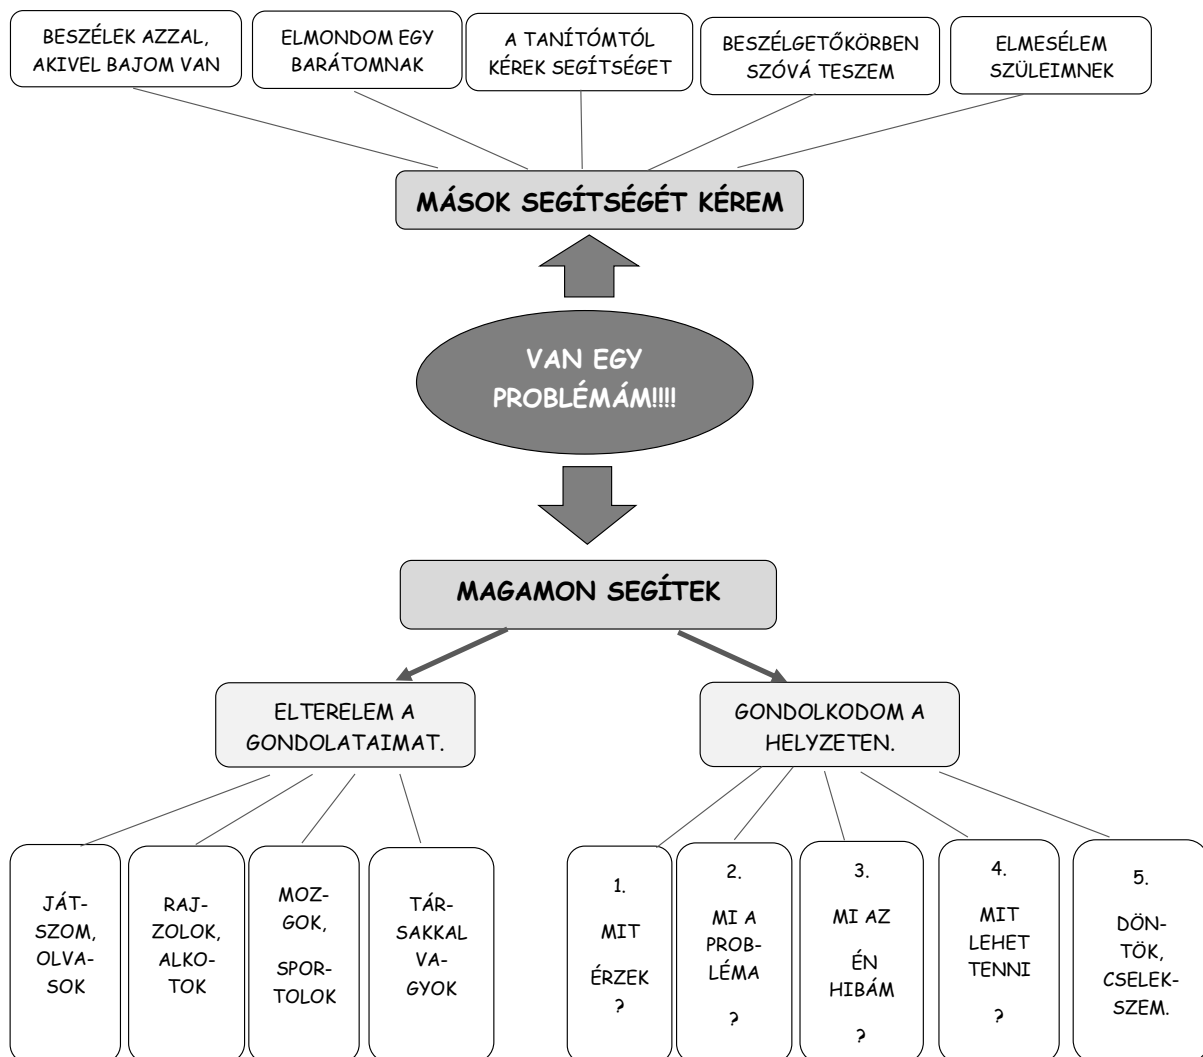 BESZÉLEK AZZAL,
AKIVEL BAJOM VAN
ELMONDOM EGY
BARÁTOMNAK
A TANÍTÓMTÓL
KÉREK SEGÍTSÉGET
BESZÉLGETŐKÖRBEN
SZÓVÁ TESZEM
ELMESÉLEM
SZÜLEIMNEK
MÁSOK SEGÍTSÉGÉT KÉREM
VAN EGY
PROBLÉMÁM!!!!
MAGAMON SEGÍTEK
ELTERELEM A
GONDOLATAIMAT.
GONDOLKODOM A
HELYZETEN.
JÁT-
SZOM,
OLVA-
SOK
RAJ-
ZOLOK,
ALKO-
TOK
MOZ-
GOK,
SPOR-
TOLOK
TÁR-
SAKKAL
VA-
GYOK
1.
MIT
ÉRZEK
?
2.
MI A
PROB-
LÉMA
?
3.
MI AZ
ÉN
HIBÁM
?
4.
MIT
LEHET
TENNI
?
5.
DÖN-
TÖK,
CSELEK-
SZEM.